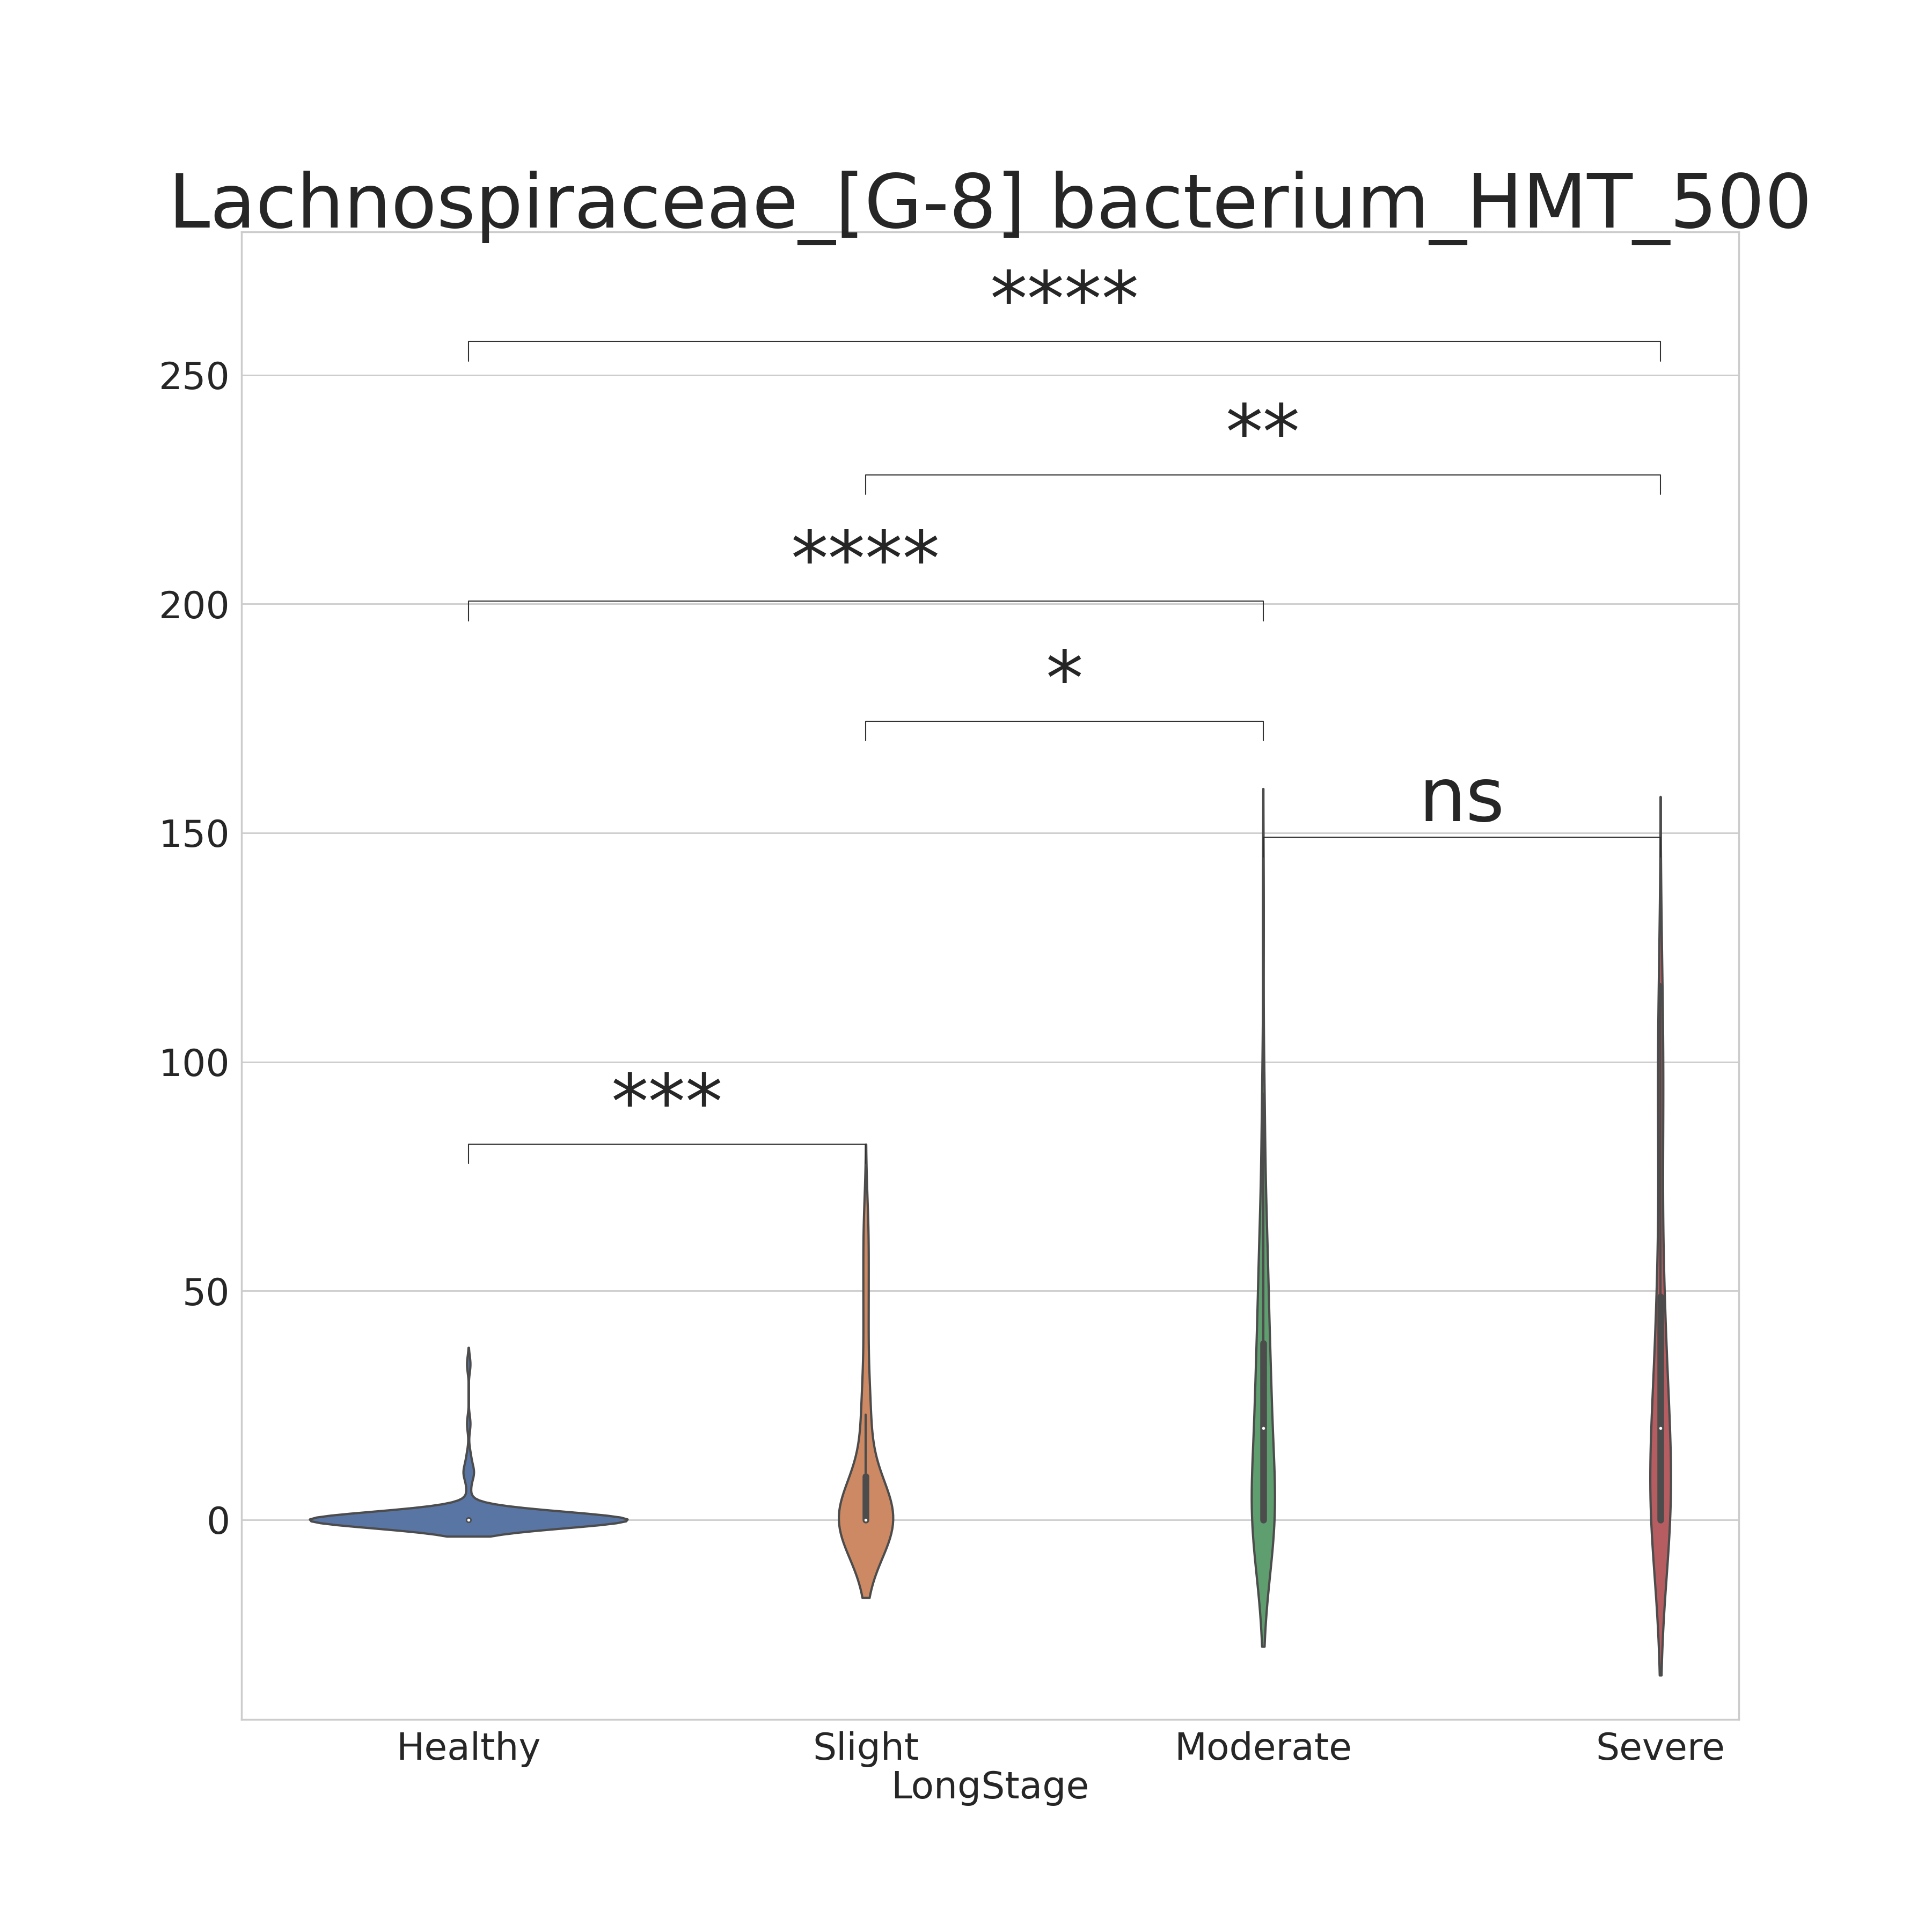 Lachnospiraceae_[G-8] bacterium_HMT_500
****
250
**
****
200
*
ns
150
100
***
50
0
Healthy Slight Moderate Severe
LongStage